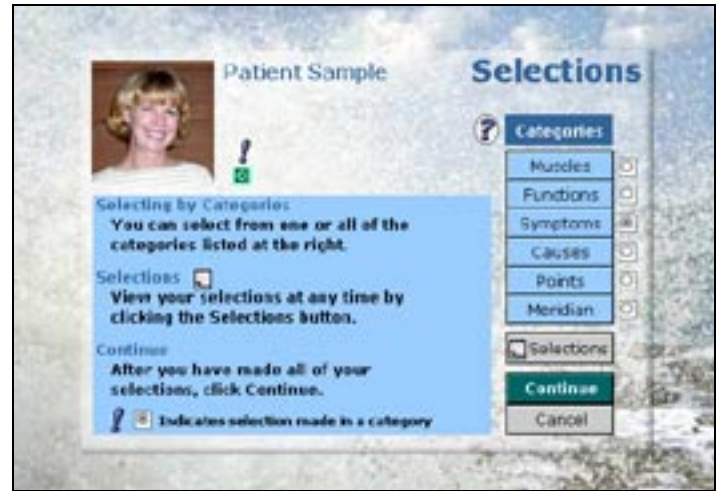 Patient Sample
Selections
Categories
Muscles
Functions
Symptoms
Causes
Points
Meridian
Selections
Continue
Cancel
Selecting by Categories
You can select from one or all of the
categories listed at the right.
Selections
View your selections at any time by
clicking the Selections button.
Continue
After you have made all of your
selections, click Continue.
Indicates selection made in a category